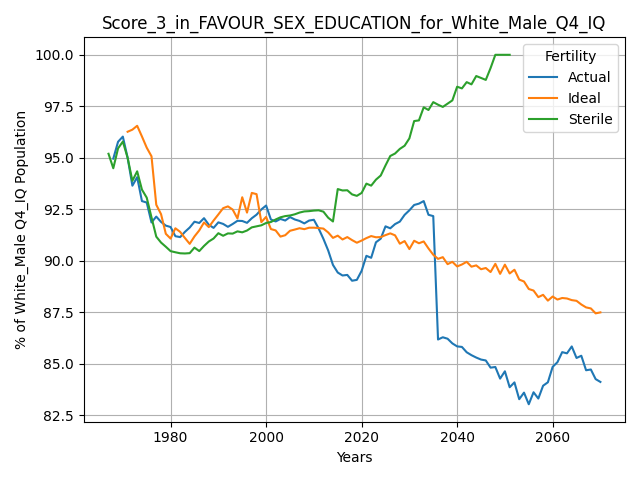 Score_3_in_FAVOUR_SEX_EDUCATION_for_White_Male_Q4_IQ
% of White_Male Q4_IQ Population
100.0
97.5
95.0
92.5
90.0
87.5
85.0
82.5
Fertility
Actual
Ideal
Sterile
1980
2000
2020
2040
2060
Years